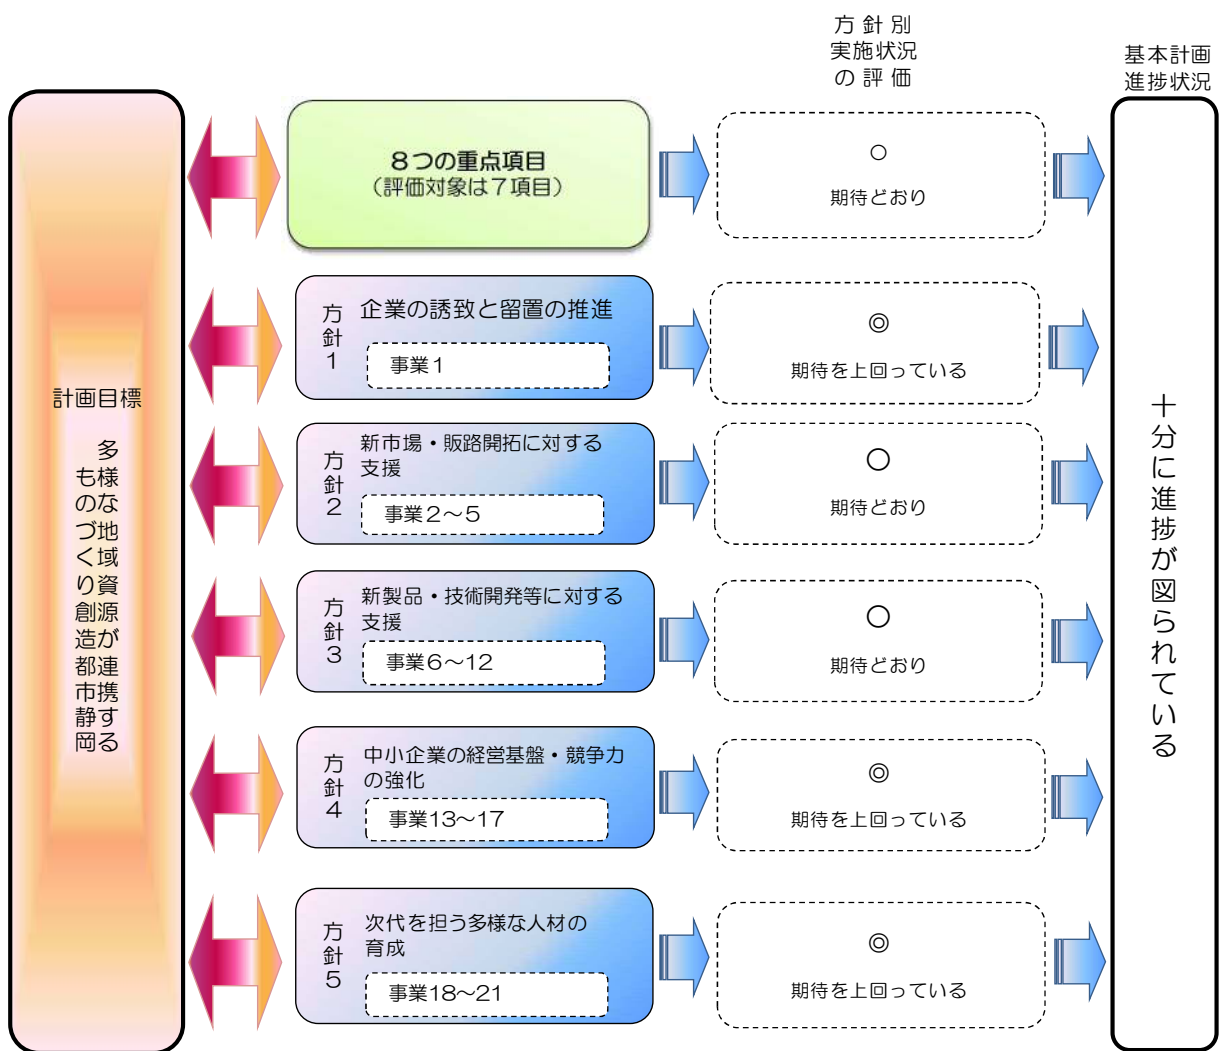 方針別
実施状況
の評価
基本計画
進捗状況
計画目標
多様な地域資源が連携する
ものづくり創造都市静岡
8つの重点項目
（評価対象は7項目）
○
期待どおり
方針1
企業の誘致と留置の推進
事業1
◎
期待を上回っている
方針2
新市場・販路開拓に対する
支援
事業2～5
○
期待どおり
方針3
新製品・技術開発等に対する
支援
事業6～12
○
期待どおり
方針4
中小企業の経営基盤・競争力
の強化
事業13～17
◎
期待を上回っている
方針5
次代を担う多様な人材の
育成
事業18～21
◎
期待を上回っている
十分に進捗が図られている